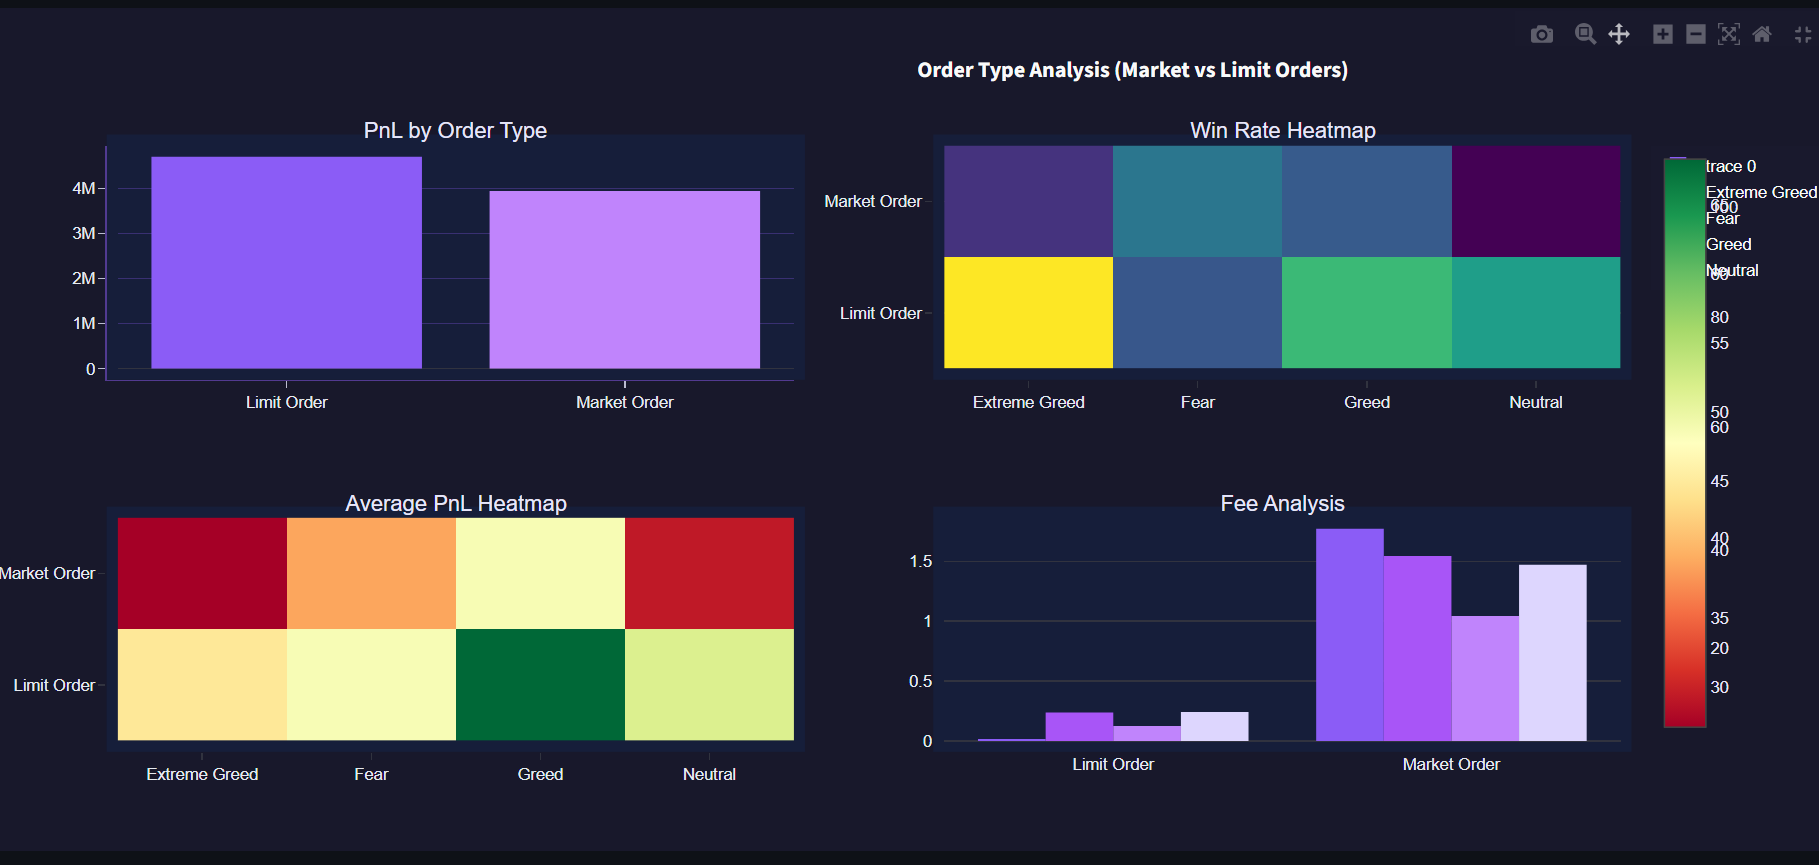 Order Type Analysis (Market vs Limit Orders)
PnL by Order Type
4M
3M
2M
1M
0
Limit Order
Market Order
Win Rate Heatmap
Market Order
Limit Order
Extreme Greed
Fear
Greed
Neutral
Average PnL Heatmap
Market Order
Limit Order
Extreme Greed
Fear
Greed
Neutral
Fee Analysis
1.5
1
0.5
0
Limit Order
Market Order
trace 0
Extreme Greed
65
100
Fear
Greed
Neutral
80
55
50
60
45
40
40
35
20
30